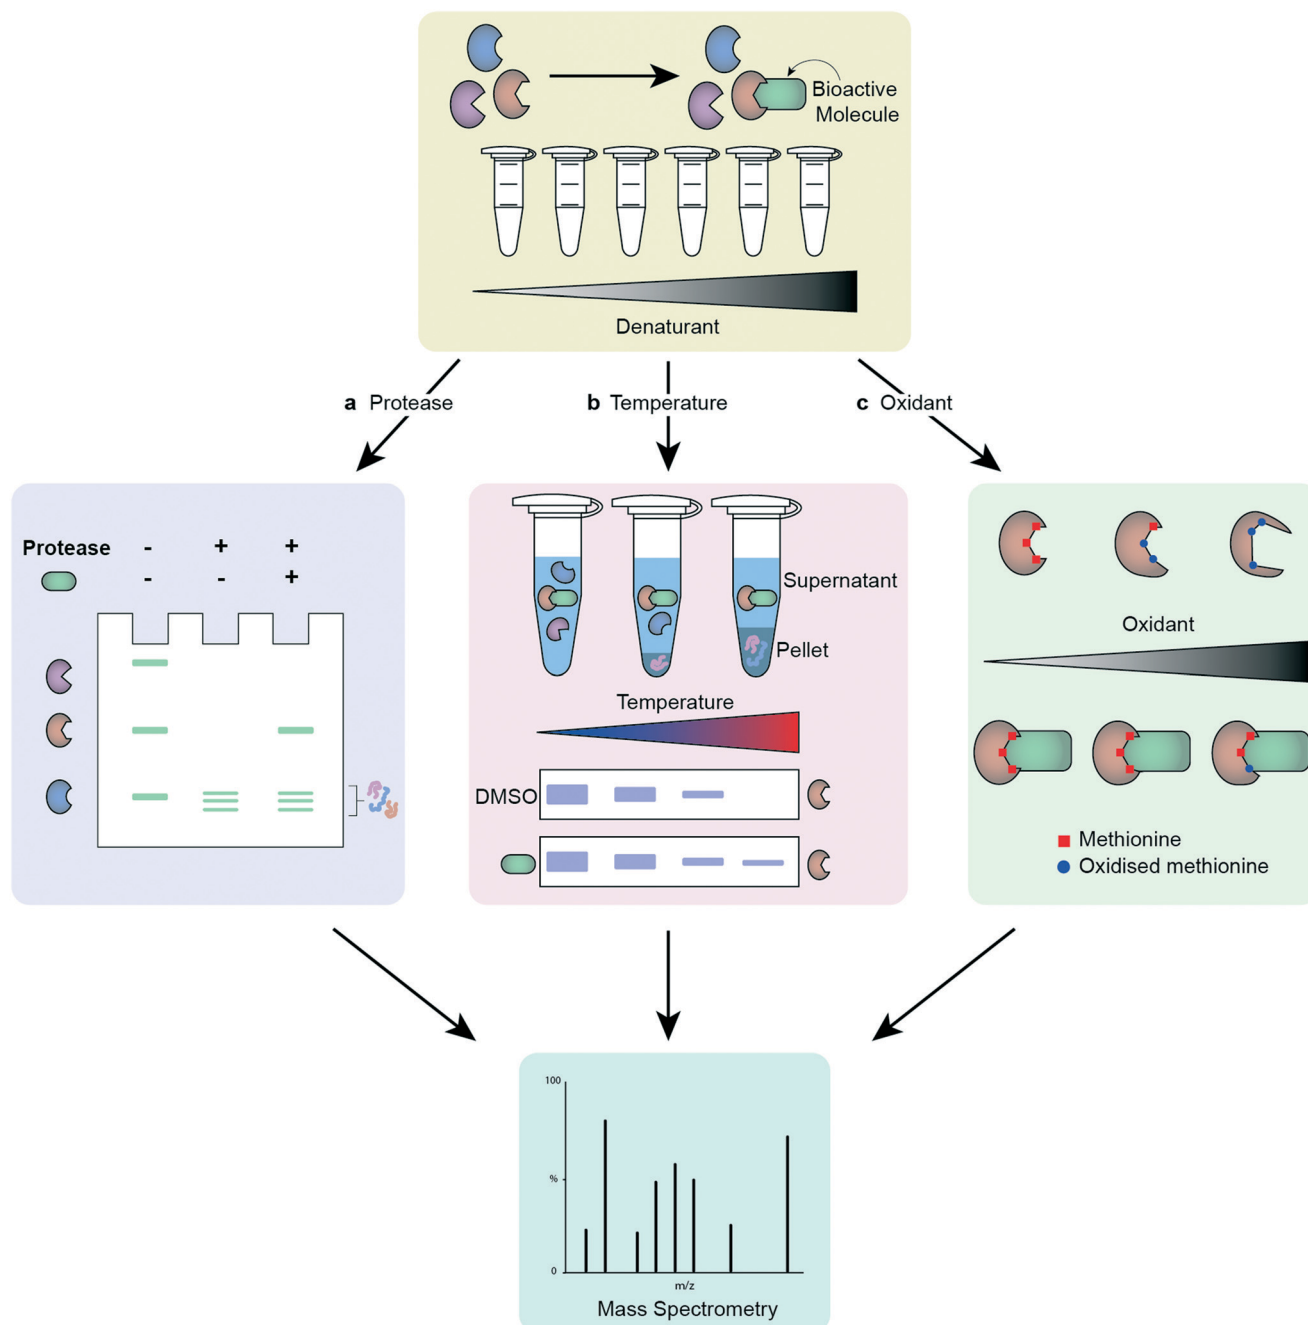 Bioactive
Molecule
Denaturant
a Protease
b Temperature
c Oxidant
Protease - + +
- - +
Supernatant
Pellet
Temperature
DMSO
Oxidant
Methionine
Oxidised methionine
100
%
0
m/z
Mass Spectrometry